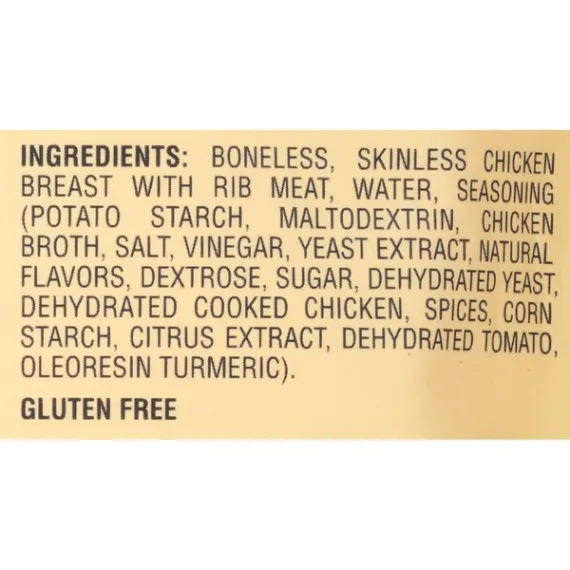 INGREDIENTS: BONELESS, SKINLESS CHICKEN
BREAST WITH RIB MEAT, WATER, SEASONING
(POTATO STARCH, MALTODEXTRIN, CHICKEN
BROTH, SALT, VINEGAR, YEAST EXTRACT, NATURAL
FLAVORS, DEXTROSE, SUGAR, DEHYDRATED YEAST,
DEHYDRATED COOKED CHICKEN, SPICES, CORN
STARCH, CITRUS EXTRACT, DEHYDRATED TOMATO,
OLEORESIN TURMERIC).
GLUTEN FREE